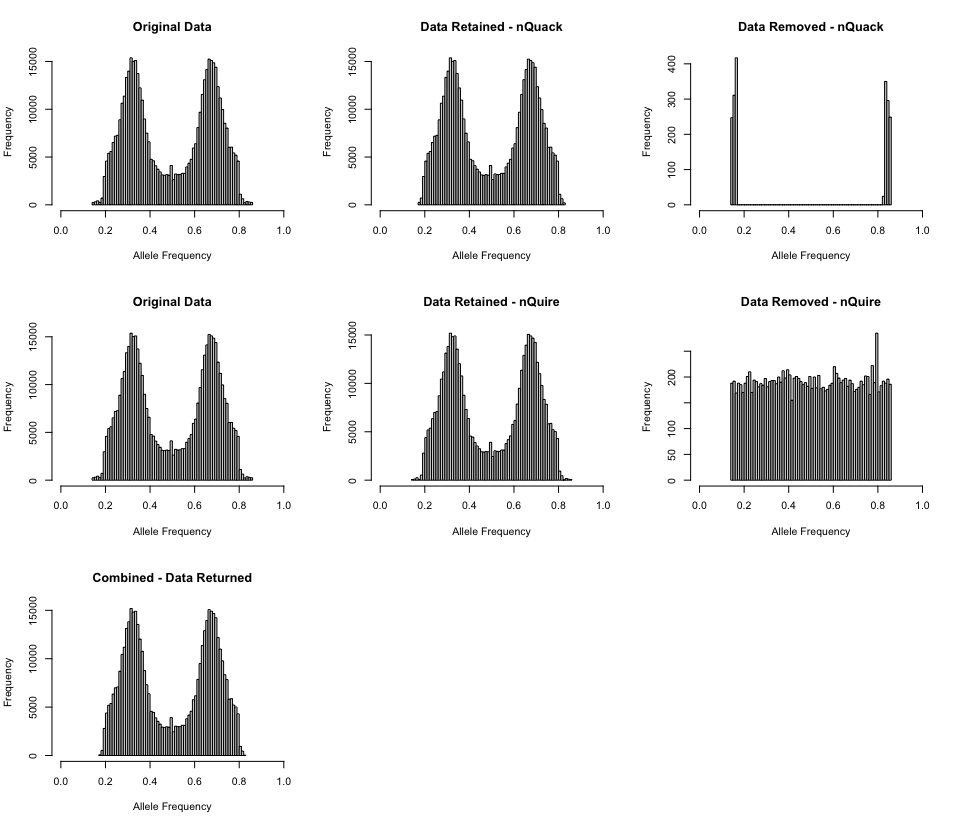 Original Data
Frequency
0
5000
10000
15000
0.0 0.2 0.4 0.6 0.8 1.0
Allele Frequency
Data Retained - nQuack
Frequency
0
5000
10000
15000
0.0 0.2 0.4 0.6 0.8 1.0
Allele Frequency
Data Removed - nQuack
Frequency
0
100
200
300
400
0.0 0.2 0.4 0.6 0.8 1.0
Allele Frequency
Original Data
Frequency
0
5000
10000
15000
0.0 0.2 0.4 0.6 0.8 1.0
Allele Frequency
Data Retained - nQuire
Frequency
0
5000
10000
15000
0.0 0.2 0.4 0.6 0.8 1.0
Allele Frequency
Data Removed - nQuire
Frequency
0
50
100
200
0.0 0.2 0.4 0.6 0.8 1.0
Allele Frequency
Combined - Data Returned
Frequency
0
5000
10000
15000
0.0 0.2 0.4 0.6 0.8 1.0
Allele Frequency